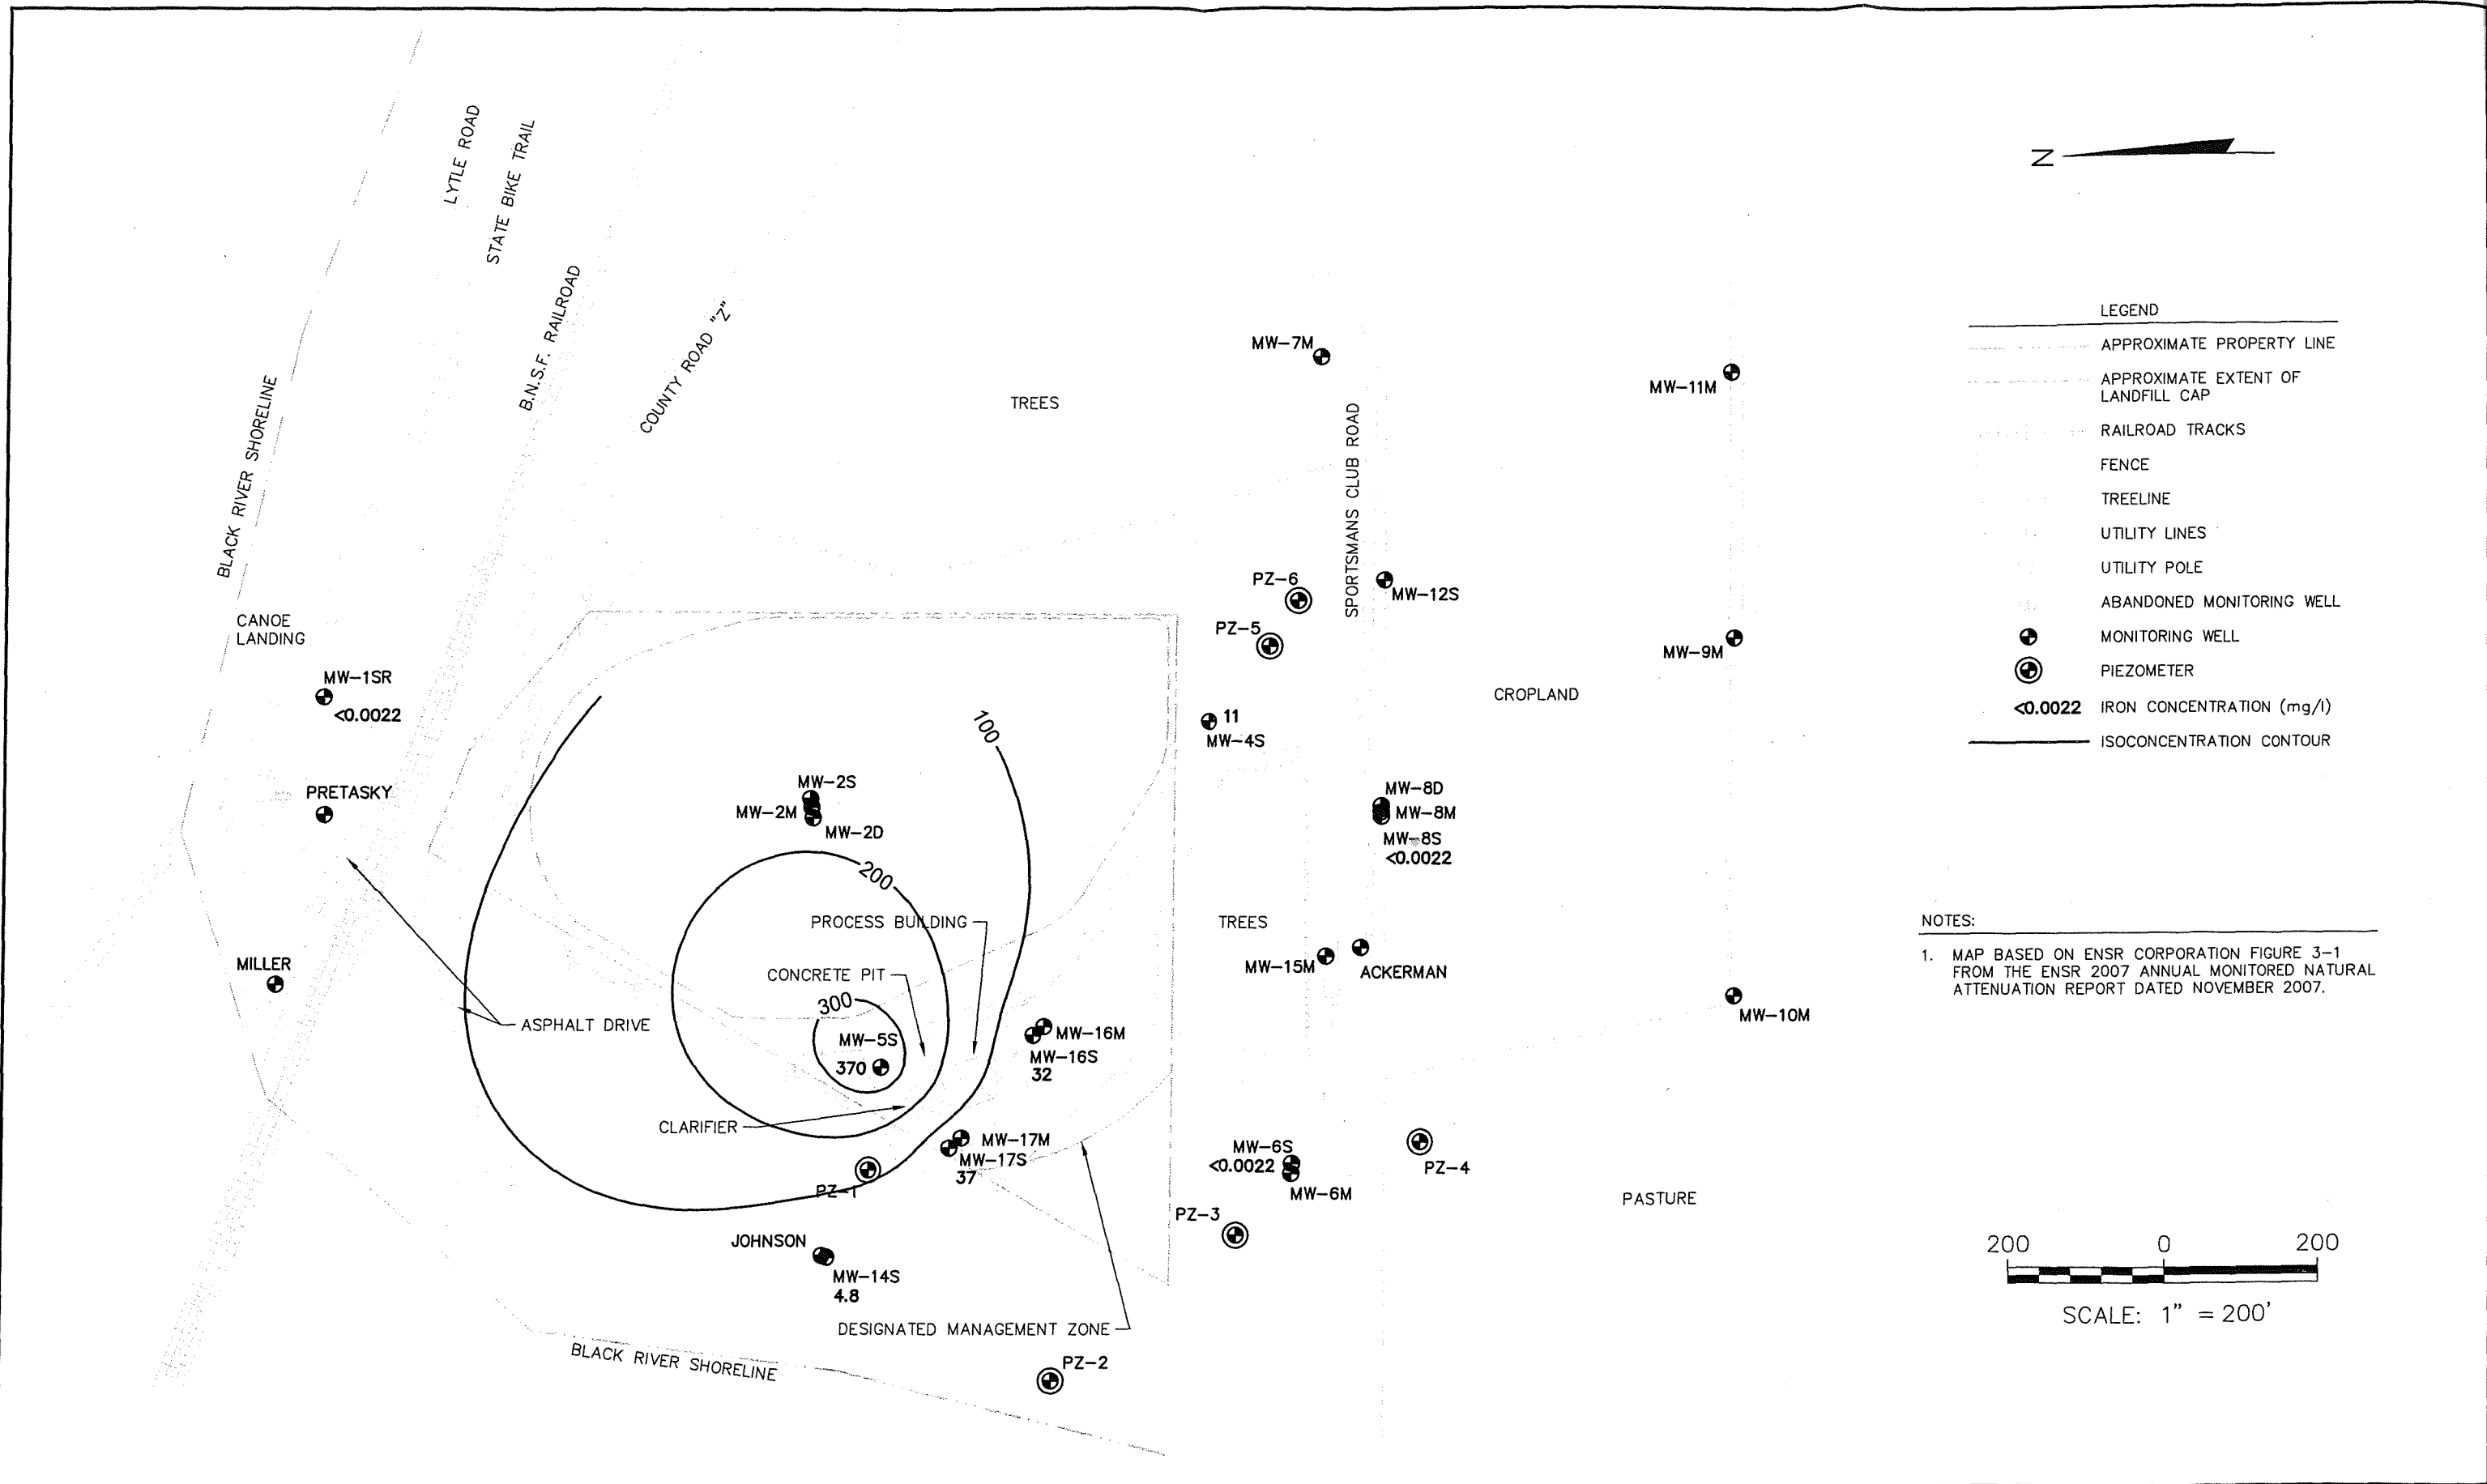 LYTLE ROAD
STATE BIKE TRAIL
B.N.S.F. RAILROAD
COUNTY ROAD "Z"
BLACK RIVER SHORELINE
CANOE
LANDING
MW-1SR
<0.0022
PRETASKY
MILLER
ASPHALT DRIVE
TREES
MW-7M
SPORTSMANS CLUB ROAD
MW-11M
PZ-6
PZ-5
MW-12S
MW-9M
CROPLAND
11
MW-4S
100
MW-2S
MW-2M
MW-2D
200
MW-8D
MW-8M
MW-8S
<0.0022
PROCESS BUILDING
TREES
CONCRETE PIT
MW-15M
ACKERMAN
300
MW-5S
370
MW-16M
MW-16S
32
MW-10M
CLARIFIER
MW-17M
MW-17S
37
PZ-1
MW-6S
<0.0022
MW-6M
PZ-4
PZ-3
PASTURE
JOHNSON
MW-14S
4.8
DESIGNATED MANAGEMENT ZONE
BLACK RIVER SHORELINE
PZ-2
N
LEGEND
APPROXIMATE PROPERTY LINE
APPROXIMATE EXTENT OF
LANDFILL CAP
RAILROAD TRACKS
FENCE
TREELINE
UTILITY LINES
UTILITY POLE
ABANDONED MONITORING WELL
MONITORING WELL
PIEZOMETER
<0.0022 IRON CONCENTRATION (mg/l)
ISOCONCENTRATION CONTOUR
NOTES:
1. MAP BASED ON ENSR CORPORATION FIGURE 3-1
FROM THE ENSR 2007 ANNUAL MONITORED NATURAL
ATTENUATION REPORT DATED NOVEMBER 2007.
200 0 200
SCALE: 1" = 200'